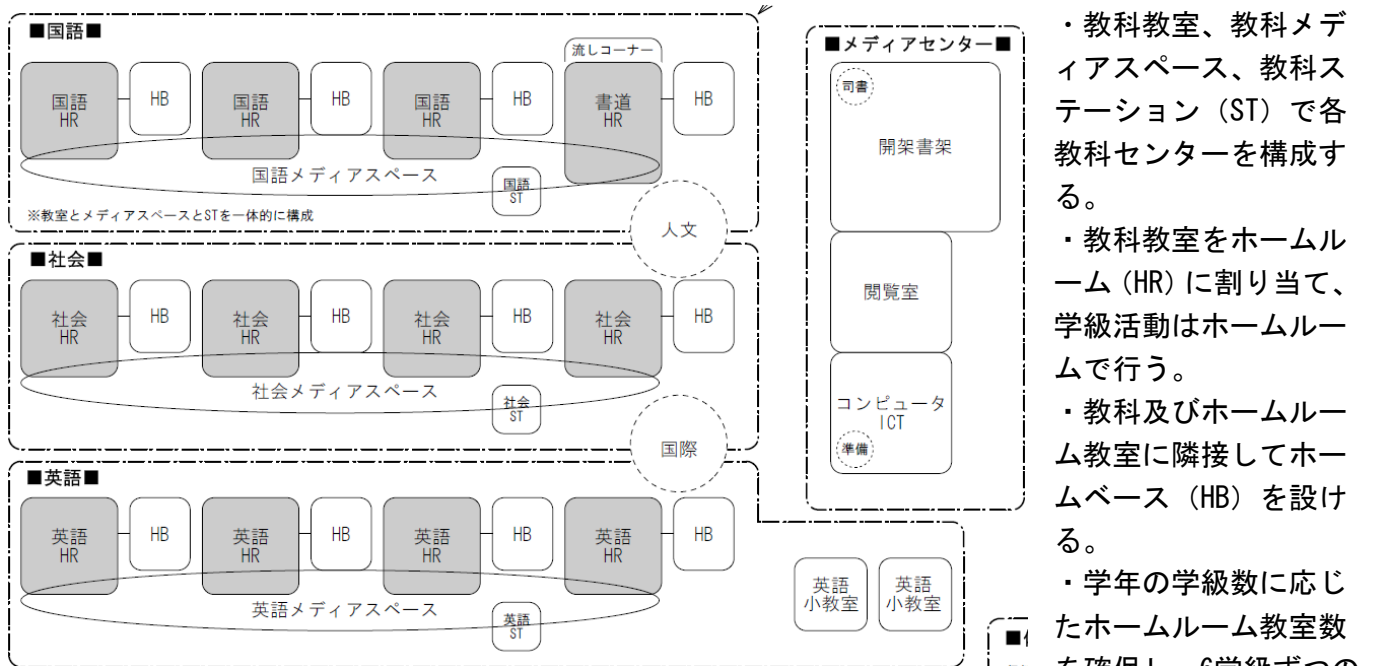 ■国語■
流しコーナー
国語
HR
HB
国語
HR
HB
国語
HR
HB
書道
HR
HB
国語メディアスペース
国語
ST
※教室とメディアスペースとSTを一体的に構成
人文
■社会■
社会
HR
HB
社会
HR
HB
社会
HR
HB
社会
HR
HB
社会メディアスペース
社会
ST
国際
■英語■
英語
HR
HB
英語
HR
HB
英語
HR
HB
英語
HR
HB
英語メディアスペース
英語
ST
英語
小教室
英語
小教室
■メディアセンター■
司書
開架書架
閲覧室
コンピュータ
ICT
準備
・教科教室、教科メデ
ィアスペース、教科ス
テーション（ST）で各
教科センターを構成す
る。
・教科教室をホームル
ーム（HR）に割り当て、
学級活動はホームルー
ムで行う。
・教科及びホームルー
ム教室に隣接してホー
ムベース（HB）を設け
る。
・学年の学級数に応じ
たホームルーム教室数
を確保し、6学級ずつの